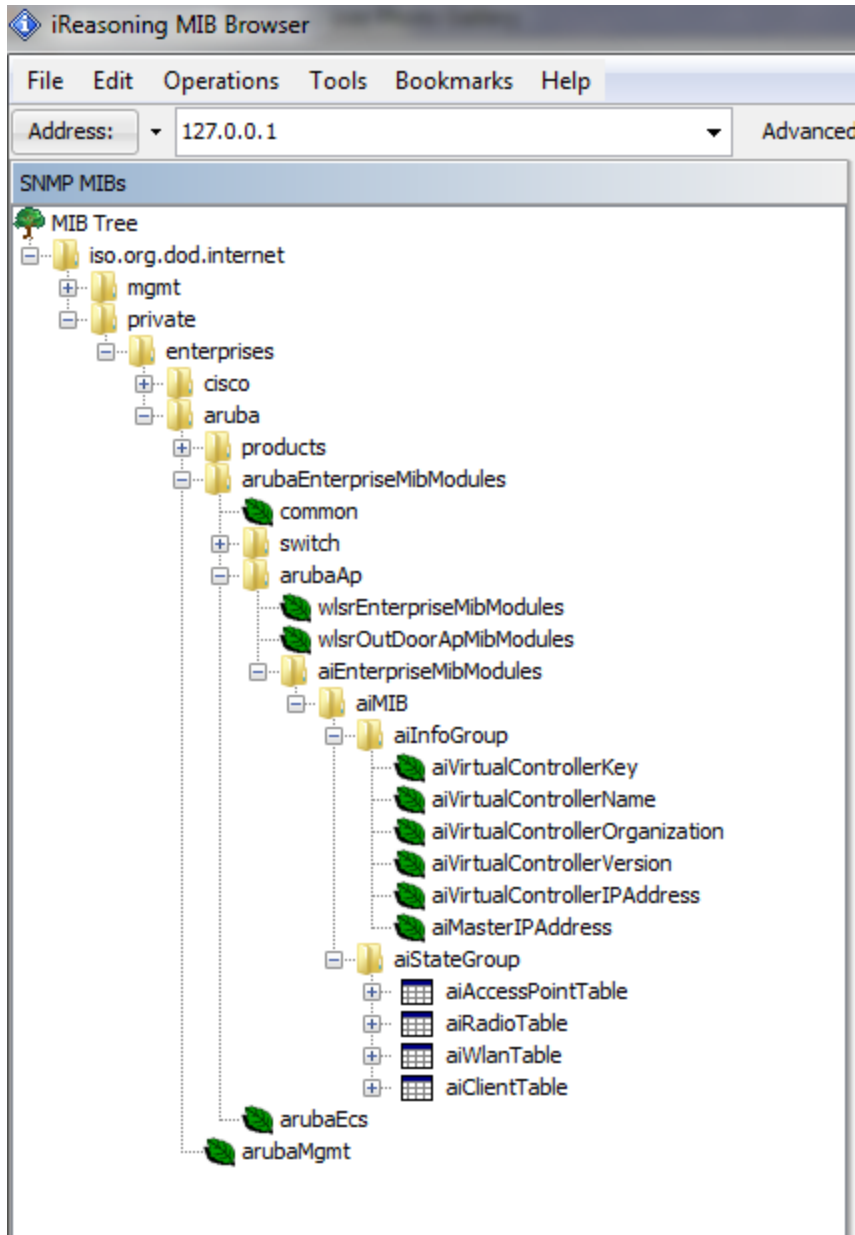 iReasoning MIB Browser
File Edit Operations Tools Bookmarks Help
Address: 127.0.0.1 Advanced
SNMP MIBs
MIB Tree
iso.org.dod.internet
mgmt
private
enterprises
cisco
aruba
products
arubaEnterpriseMibModules
common
switch
arubaAp
wlsrEnterpriseMibModules
wlsrOutDoorApMibModules
aiEnterpriseMibModules
aiMIB
aiInfoGroup
aiVirtualControllerKey
aiVirtualControllerName
aiVirtualControllerOrganization
aiVirtualControllerVersion
aiVirtualControllerIPAddress
aiMasterIPAddress
aiStateGroup
aiAccessPointTable
aiRadioTable
aiWlanTable
aiClientTable
arubaEcs
arubaMgmt